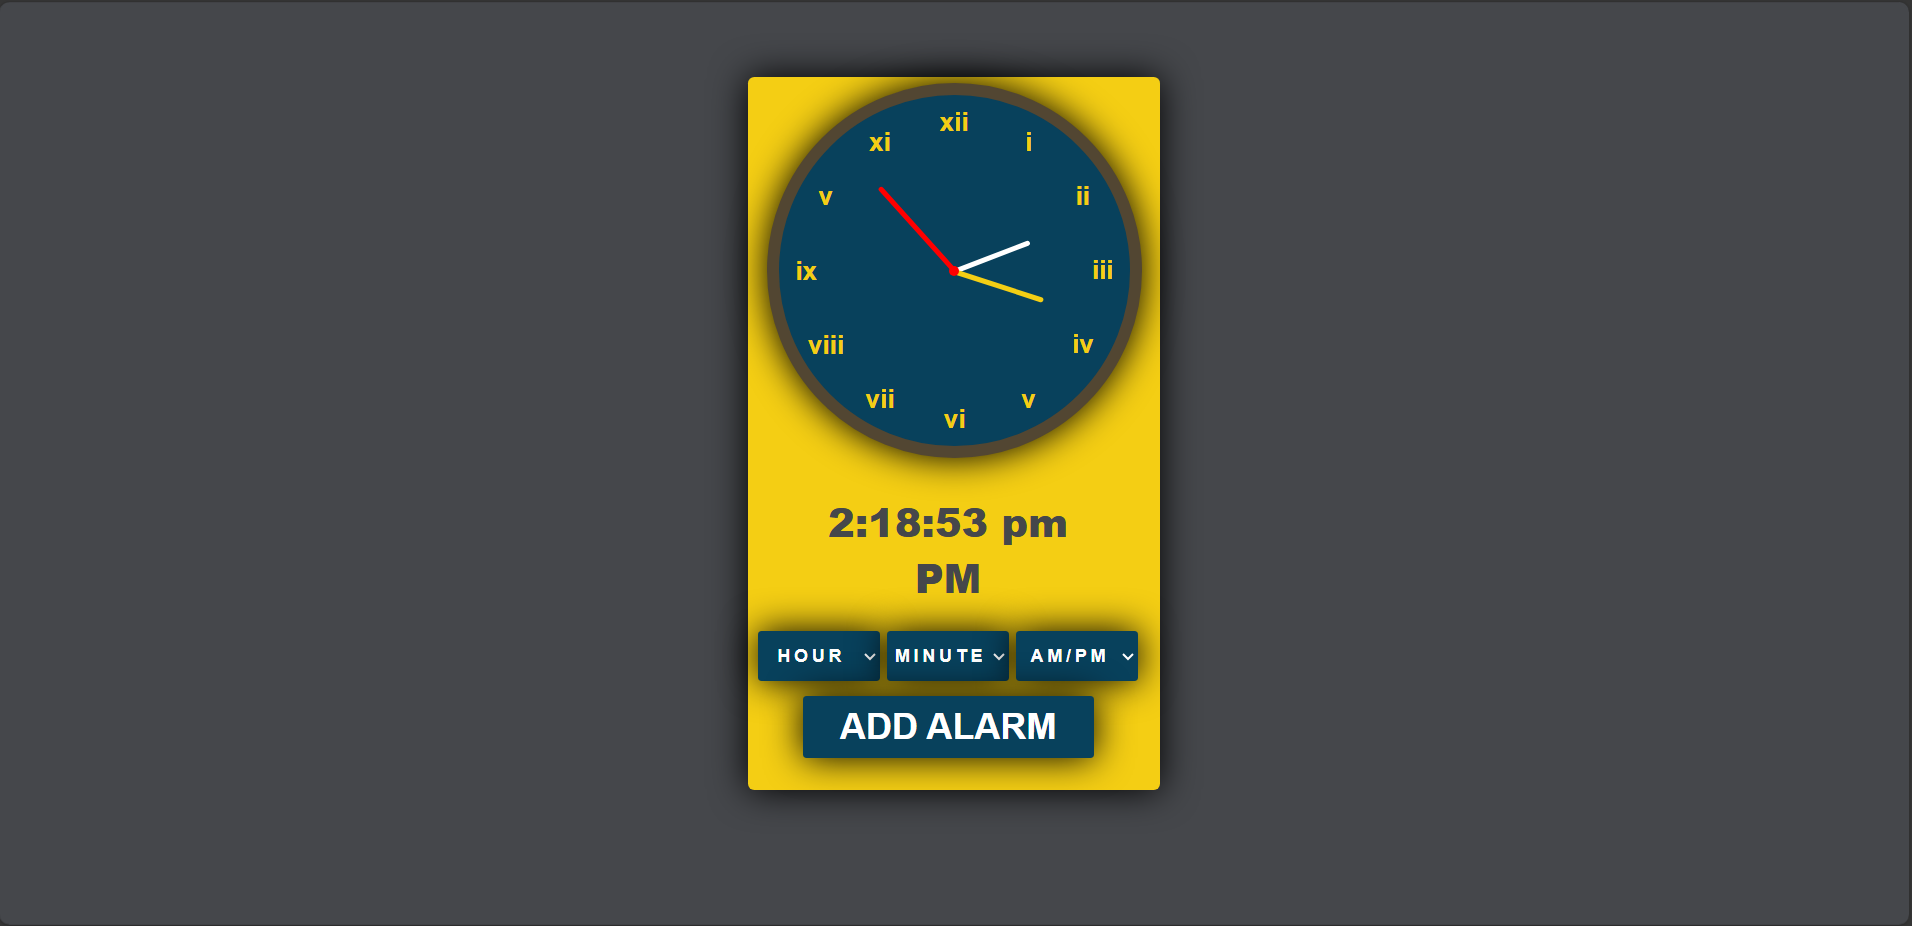 xii
xi
i
v
ii
ix
iii
viii
iv
vii
v
vi
2:18:53 pm
PM
HOUR MINUTE AM/PM
ADD ALARM